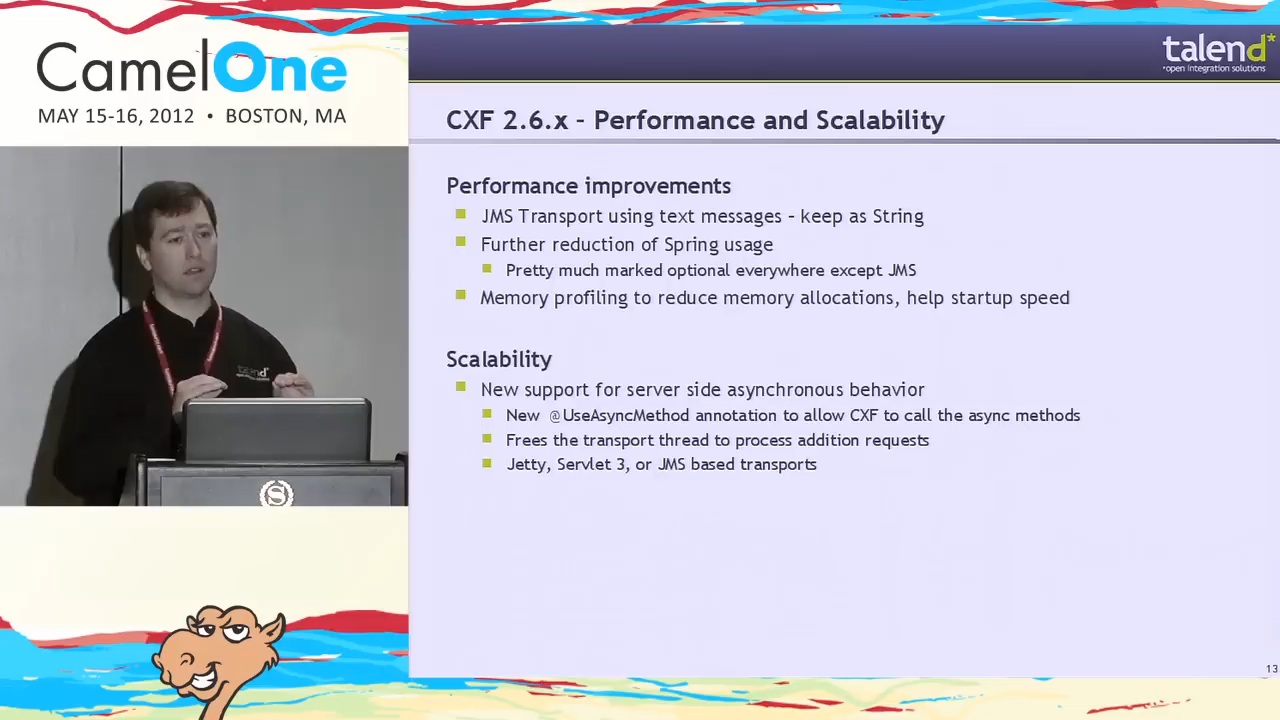 CamelOne
MAY 15-16, 2012 • BOSTON, MA
talend*
*open integration solutions
CXF 2.6.x – Performance and Scalability
Performance improvements
JMS Transport using text messages – keep as String
Further reduction of Spring usage
Pretty much marked optional everywhere except JMS
Memory profiling to reduce memory allocations, help startup speed
Scalability
New support for server side asynchronous behavior
New @UseAsyncMethod annotation to allow CXF to call the async methods
Frees the transport thread to process addition requests
Jetty, Servlet 3, or JMS based transports
talend*
S
13